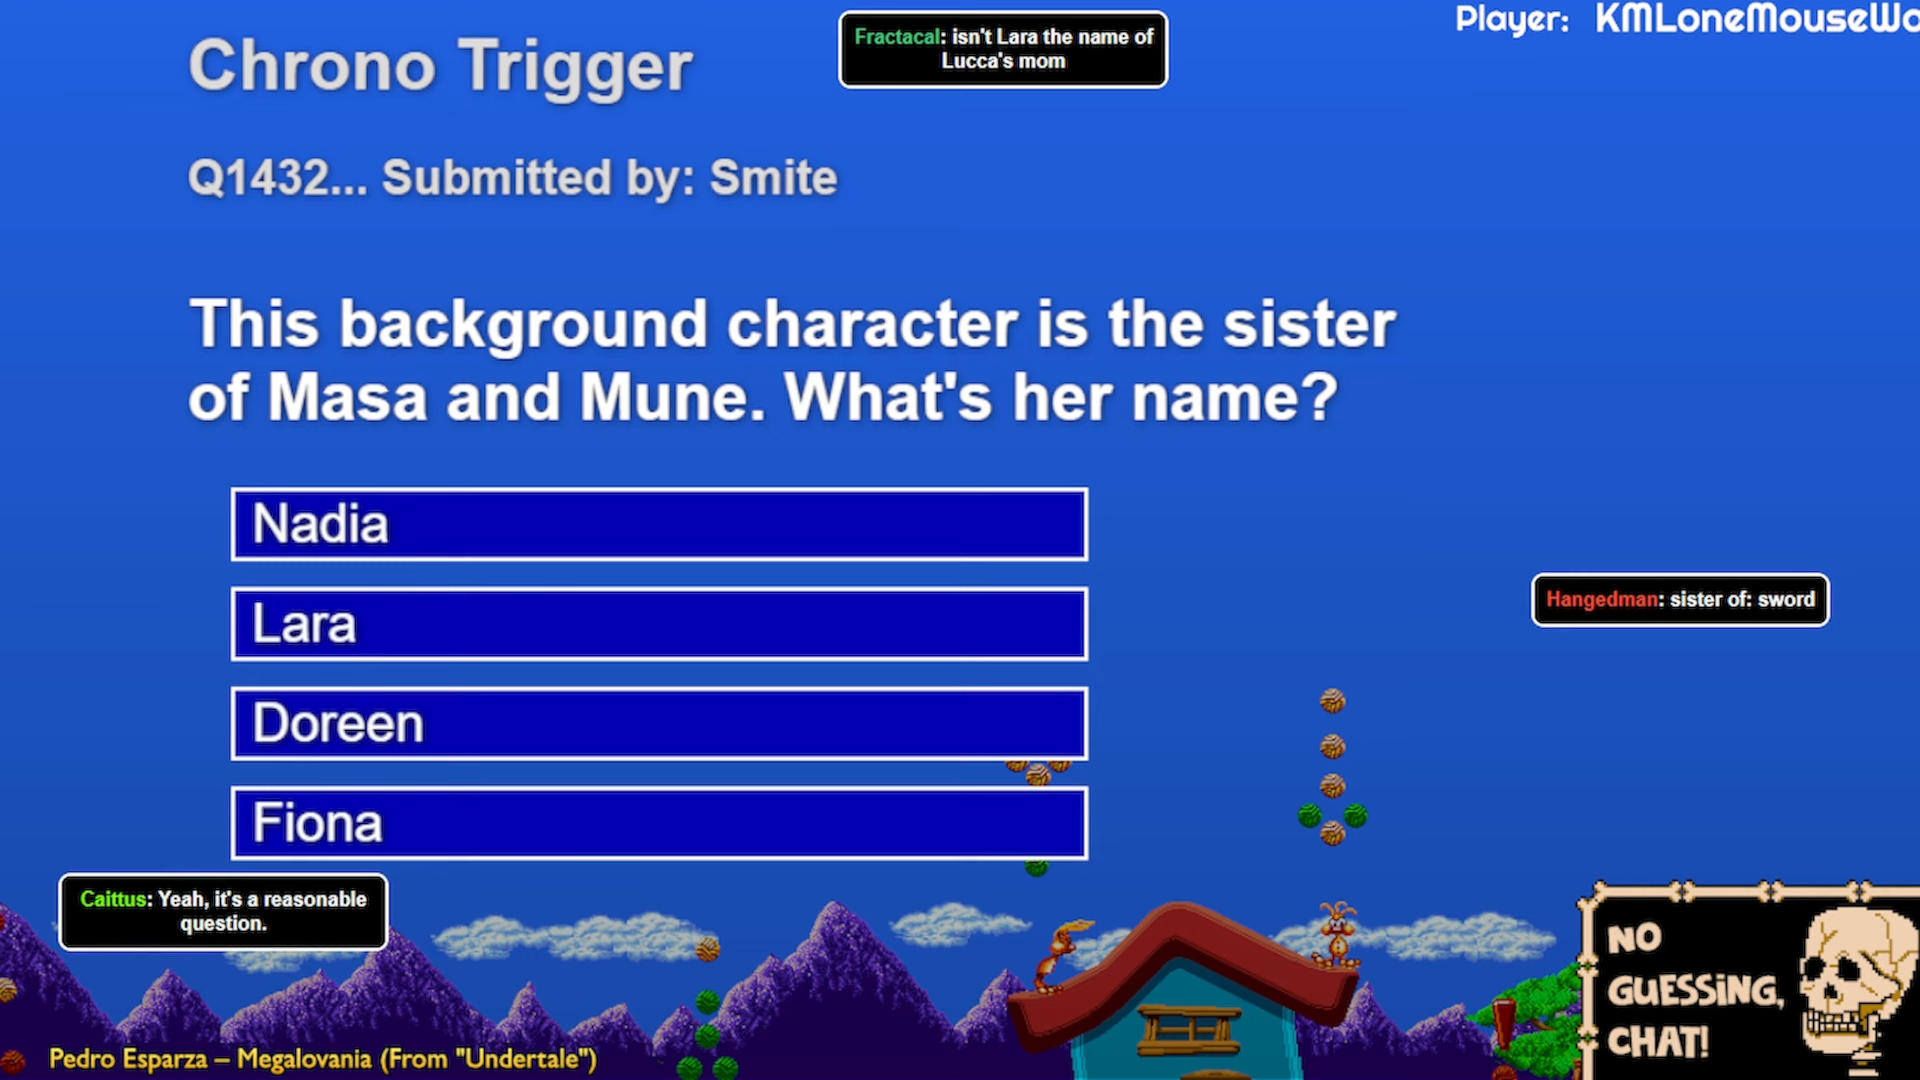 Chrono Trigger
Fractacal: isn't Lara the name of
Lucca's mom
Player: KMLoneMouseWo
Q1432... Submitted by: Smite
This background character is the sister
of Masa and Mune. What's her name?
Nadia
Lara
Hangedman: sister of: sword
Doreen
Fiona
Caittus: Yeah, it's a reasonable
question.
NO
GUESSING,
CHAT!
Pedro Esparza – Megalovania (From "Undertale")